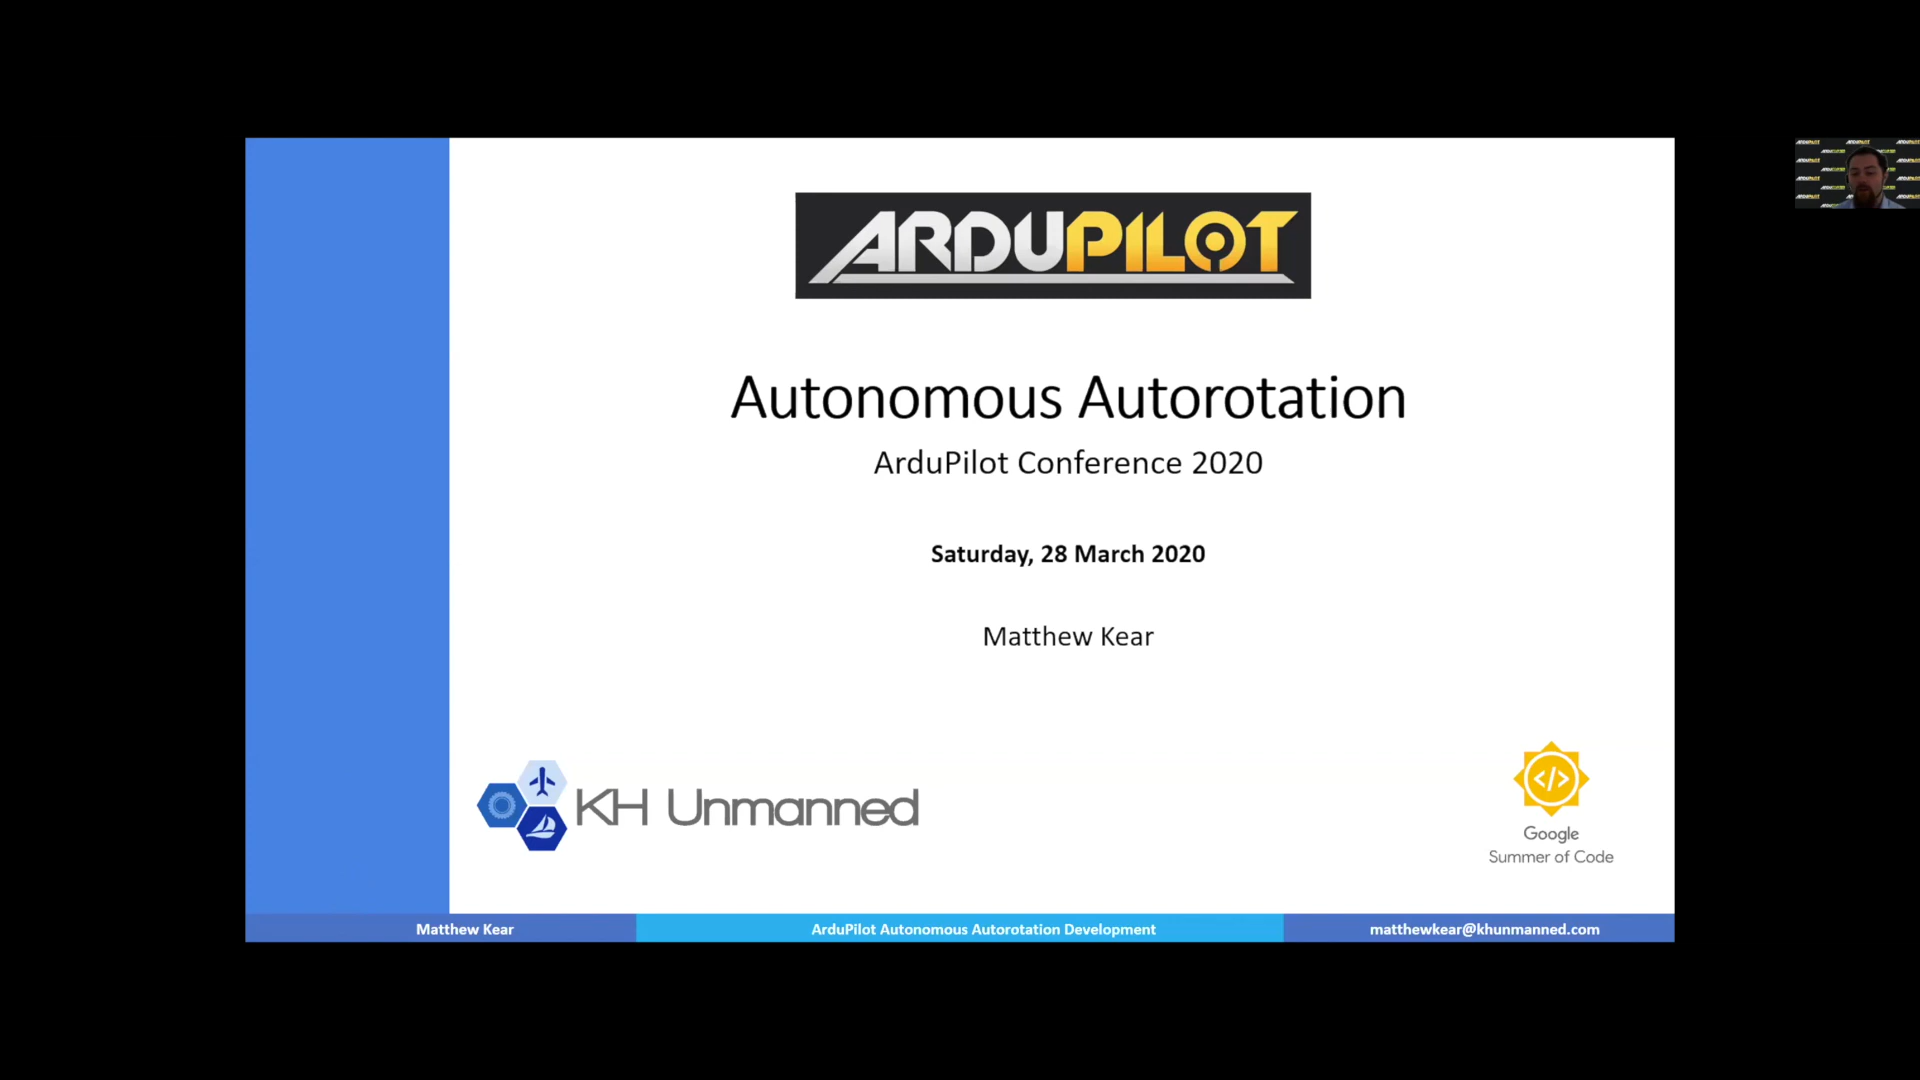 ARDUPILOT
Autonomous Autorotation
ArduPilot Conference 2020
Saturday, 28 March 2020
Matthew Kear
KH Unmanned
</>
Google
Summer of Code
Matthew Kear
ArduPilot Autonomous Autorotation Development
matthewkear@khunmanned.com